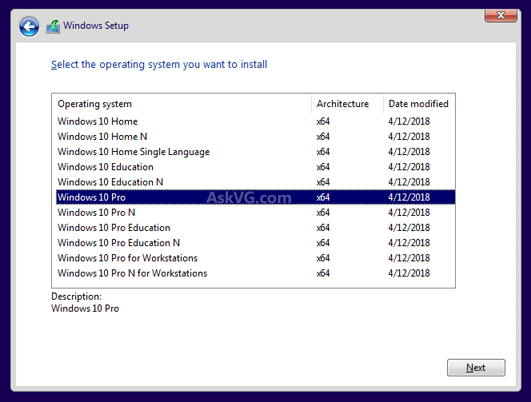 Windows Setup
Select the operating system you want to install
Operating system Architecture Date modified
Windows 10 Home x64 4/12/2018
Windows 10 Home N x64 4/12/2018
Windows 10 Home Single Language x64 4/12/2018
Windows 10 Education x64 4/12/2018
Windows 10 Education N x64 4/12/2018
Windows 10 Pro AskVG.com x64 4/12/2018
Windows 10 Pro N x64 4/12/2018
Windows 10 Pro Education x64 4/12/2018
Windows 10 Pro Education N x64 4/12/2018
Windows 10 Pro for Workstations x64 4/12/2018
Windows 10 Pro N for Workstations x64 4/12/2018
Description:
Windows 10 Pro
Next